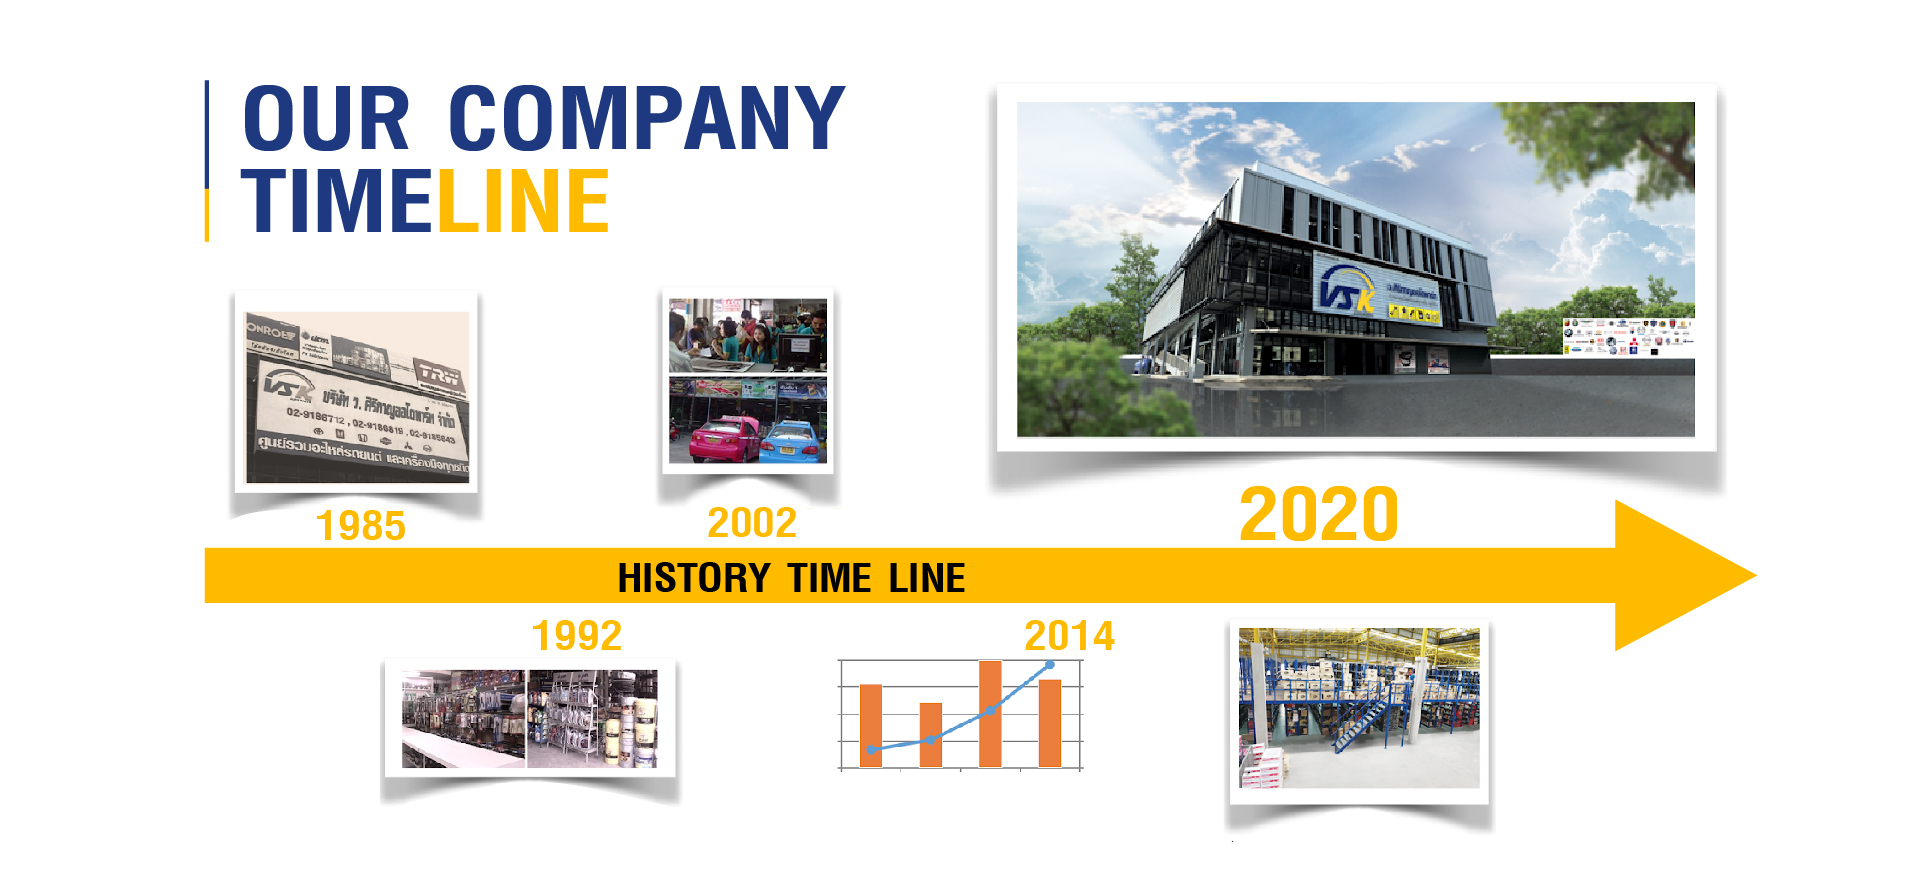 OUR COMPANY
TIMELINE
MONROE
TRW
VSK
บริษัท ว. ศิริกาญออโตพาร์ท จำกัด
02-9186712 , 02-9186819 , 02-9185843
ศูนย์รวมอะไหล่รถยนต์ และเครื่องมือทุกชนิด
VSK
1985
2002
2020
HISTORY TIME LINE
1992
2014